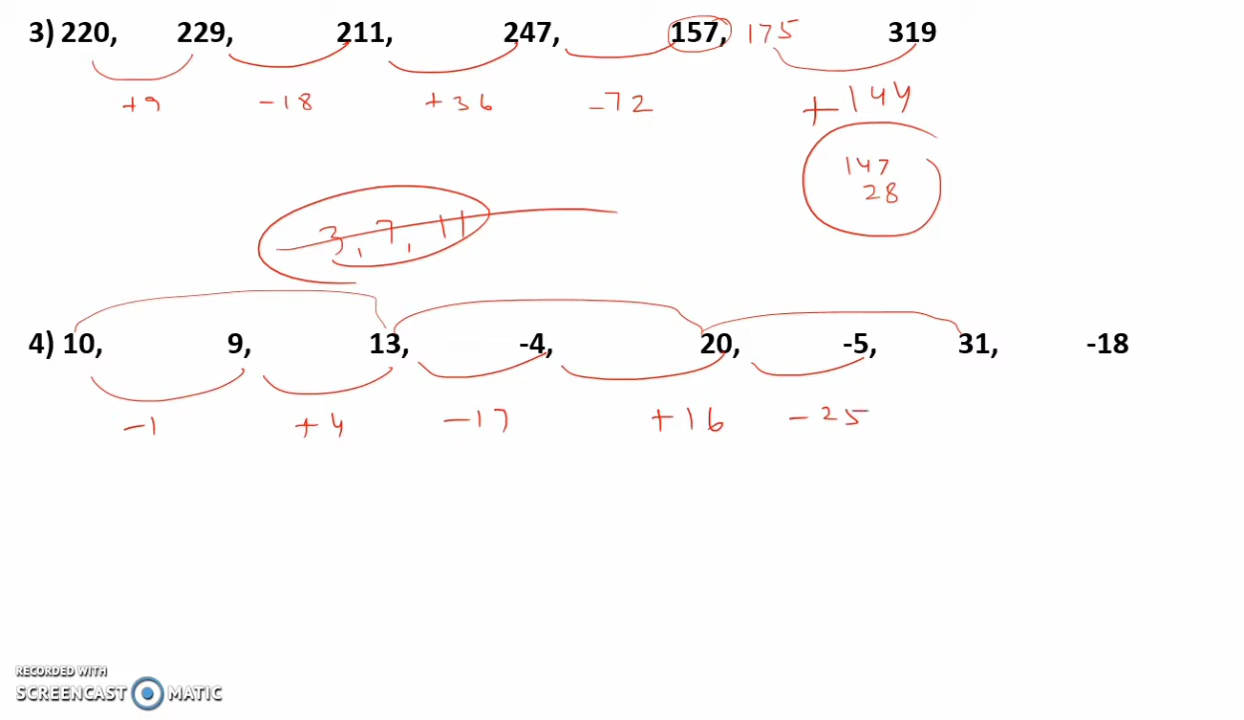 3) 220, 229, 211, 247, 157, 175 319
+9 -18 +36 -72 +144
147
28
3, 7, 11
4) 10, 9, 13, -4, 20, -5, 31, -18
-1 +4 -17 +16 -25
RECORDED WITH
SCREENCAST MATIC